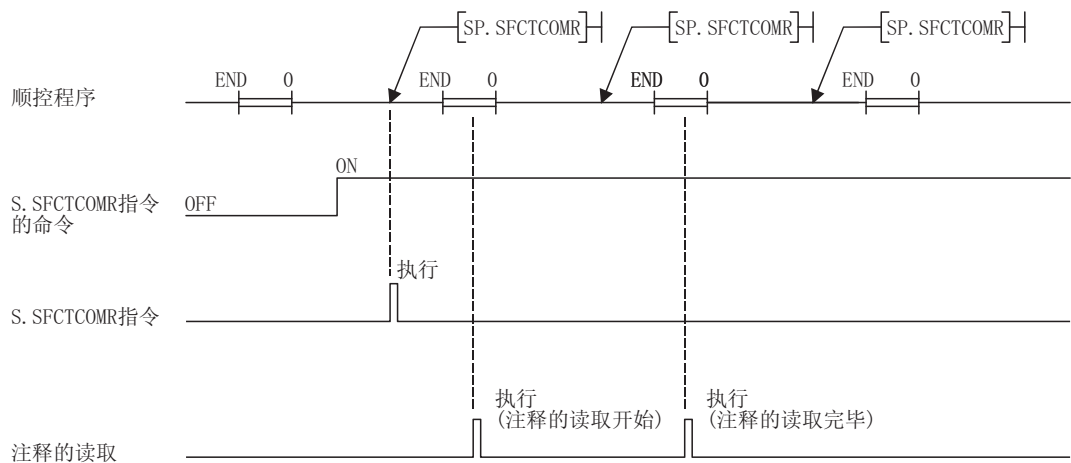 [SP. SFCTCOMR]
[SP. SFCTCOMR]
[SP. SFCTCOMR]
顺控程序
END 0
END 0
END 0
END 0
ON
S. SFCTCOMR指令
的命令
OFF
执行
S. SFCTCOMR指令
执行
(注释的读取开始)
执行
(注释的读取完毕)
注释的读取